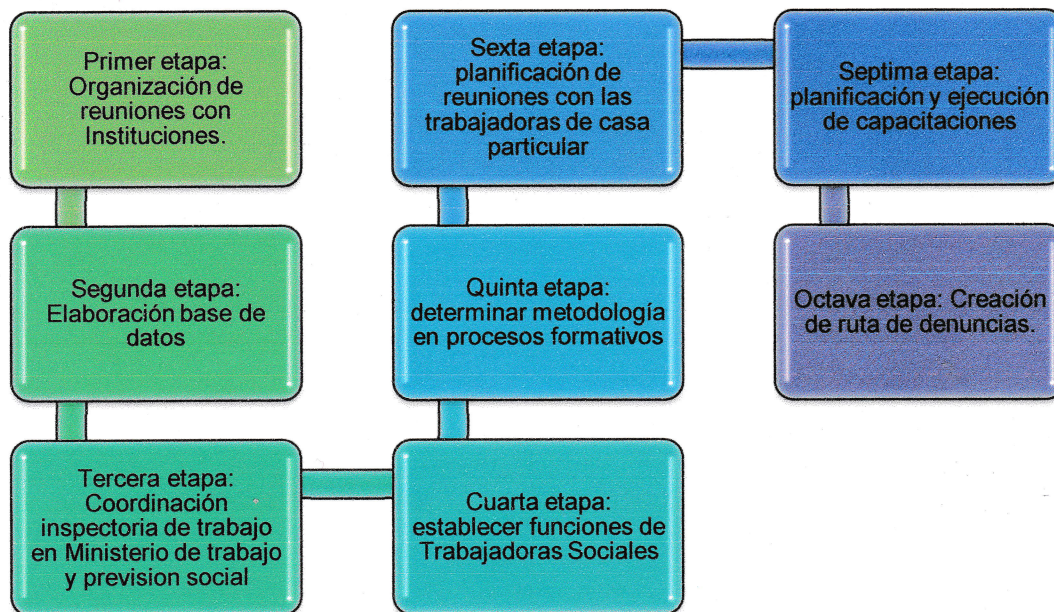 Primer etapa:
Organización de
reuniones con
Instituciones.
Segunda etapa:
Elaboración base de
datos
Tercera etapa:
Coordinación
inspectoria de trabajo
en Ministerio de trabajo
y prevision social
Cuarta etapa:
establecer funciones de
Trabajadoras Sociales
Quinta etapa:
determinar metodología
en procesos formativos
Sexta etapa:
planificación de
reuniones con las
trabajadoras de casa
particular
Septima etapa:
planificación y ejecución
de capacitaciones
Octava etapa: Creación
de ruta de denuncias.